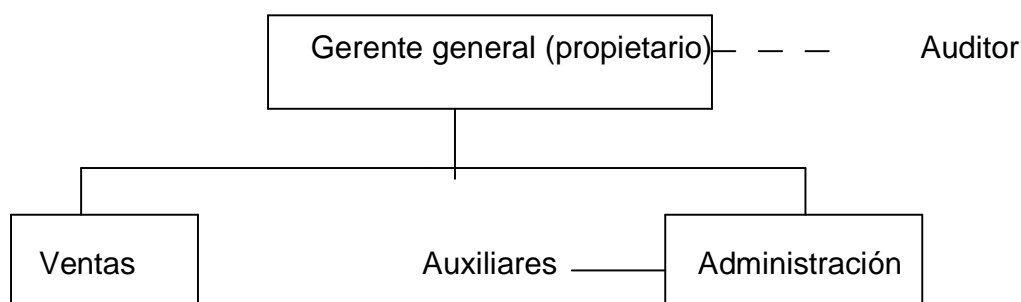 Gerente general (propietario)
Auditor
Ventas
Auxiliares
Administración